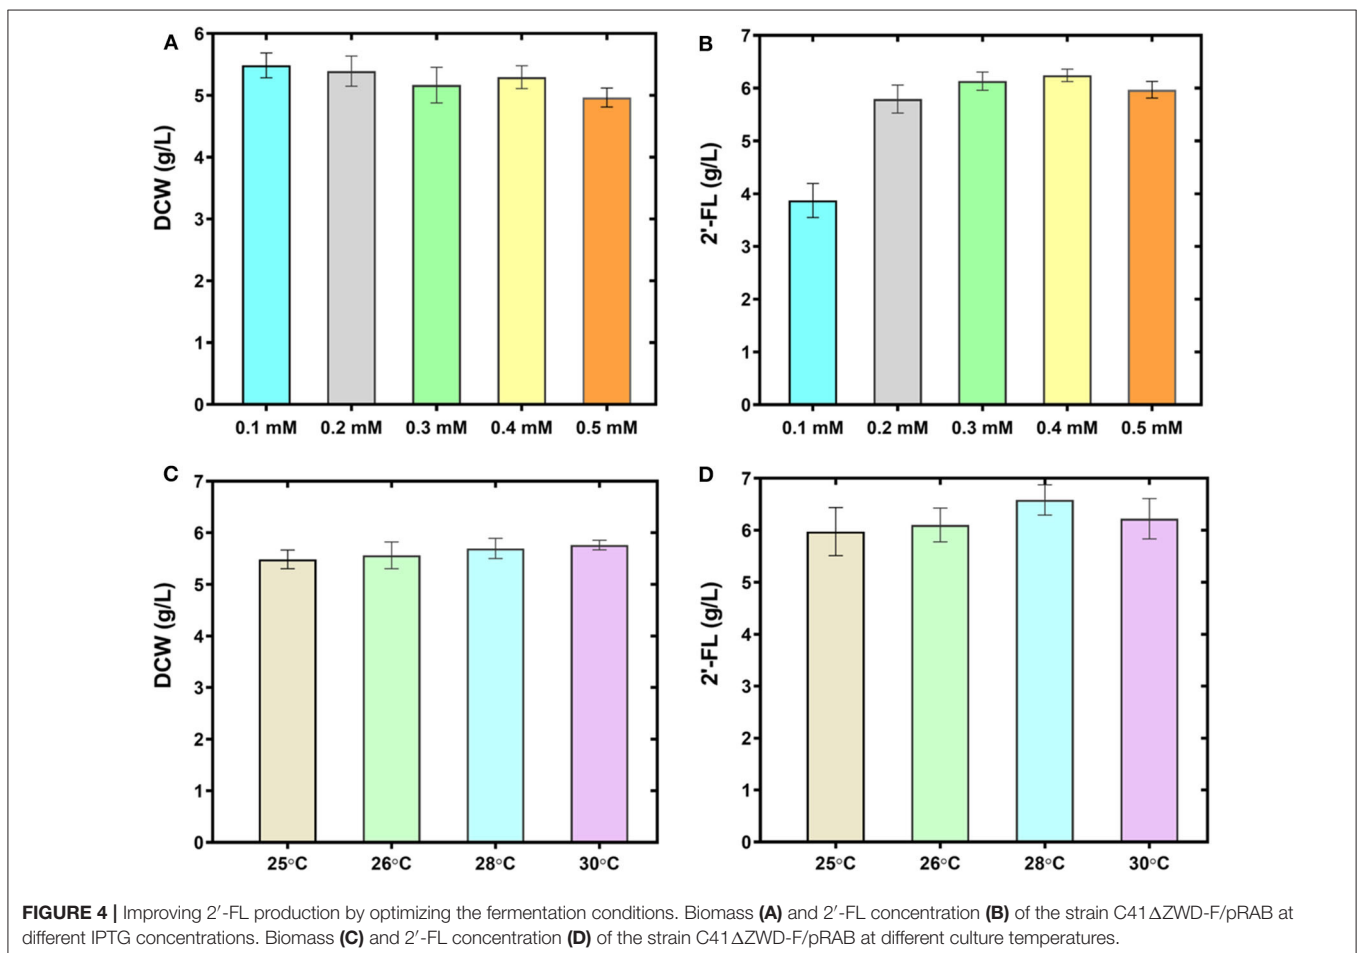 A
DCW (g/L)
6
5
4
3
2
1
0
0.1 mM 0.2 mM 0.3 mM 0.4 mM 0.5 mM
B
2'-FL (g/L)
7
6
5
4
3
2
1
0
0.1 mM 0.2 mM 0.3 mM 0.4 mM 0.5 mM
C
DCW (g/L)
7
6
5
4
3
2
1
0
25°C 26°C 28°C 30°C
D
2'-FL (g/L)
7
6
5
4
3
2
1
0
25°C 26°C 28°C 30°C
FIGURE 4 | Improving 2′-FL production by optimizing the fermentation conditions. Biomass (A) and 2′-FL concentration (B) of the strain C41ΔZWD-F/pRAB at
different IPTG concentrations. Biomass (C) and 2′-FL concentration (D) of the strain C41ΔZWD-F/pRAB at different culture temperatures.